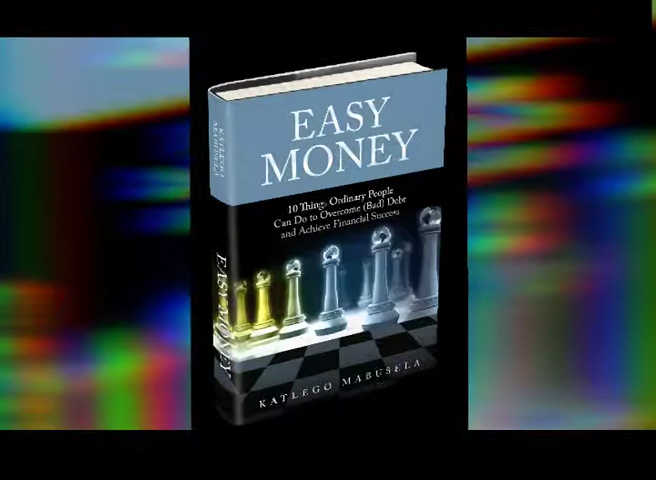 EASY
MONEY
10 Things Ordinary People
Can Do to Overcome (Bad) Debt
and Achieve Financial Success
KATLEGO MABUSELA
KATLEGO
MABUSELA
EASY MONEY